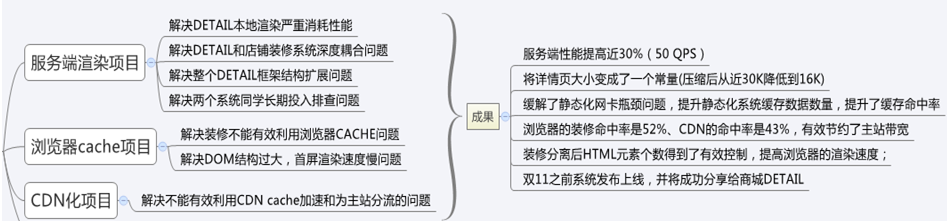 服务端渲染项目
解决DETAIL本地渲染严重消耗性能
解决DETAIL和店铺装修系统深度耦合问题
解决整个DETAIL框架结构扩展问题
解决两个系统同学长期投入排查问题
浏览器cache项目
解决装修不能有效利用浏览器CACHE问题
解决DOM结构过大，首屏渲染速度慢问题
CDN化项目
解决不能有效利用CDN cache加速和为主站分流的问题
成果
服务端性能提高近30%（50 QPS）
将详情页大小变成了一个常量(压缩后从近30K降低到16K)
缓解了静态化网卡瓶颈问题，提升静态化系统缓存数据数量，提升了缓存命中率
浏览器的装修命中率是52%、CDN的命中率是43%，有效节约了主站带宽
装修分离后HTML元素个数得到了有效控制，提高浏览器的渲染速度；
双11之前系统发布上线，并将成功分享给商城DETAIL